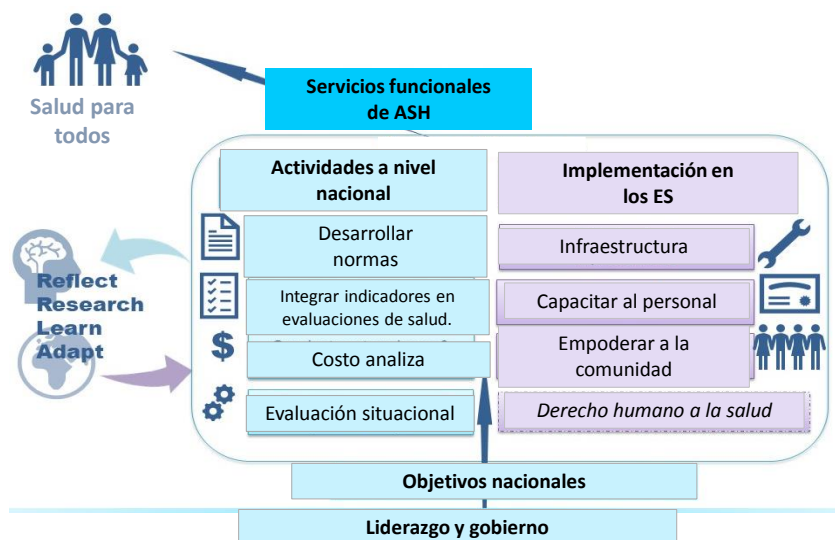 Salud para
todos
Servicios funcionales
de ASH
Actividades a nivel
nacional
Desarrollar
normas
Integrar indicadores en
evaluaciones de salud.
$
Costo analiza
Evaluación situacional
Implementación en
los ES
Infraestructura
Capacitar al personal
Empoderar a la
comunidad
Derecho humano a la salud
Reflect
Research
Learn
Adapt
Objetivos nacionales
Liderazgo y gobierno